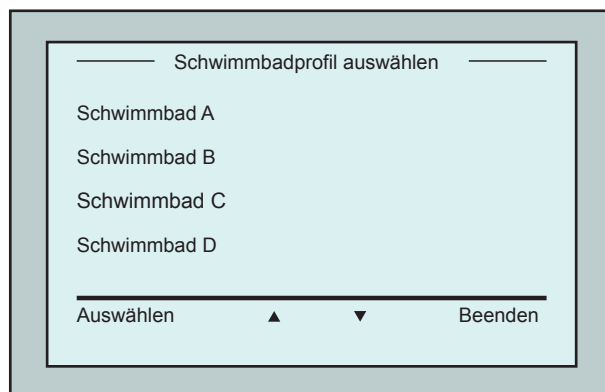 Schwimmbadprofil auswählen
Schwimmbad A
Schwimmbad B
Schwimmbad C
Schwimmbad D
Auswählen ▲ ▼ Beenden